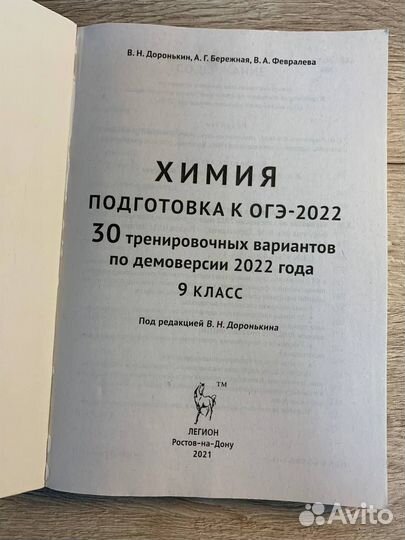 В. Н. Доронькин, А. Г. Бережная, В. А. Февралева
ХИМИЯ
ПОДГОТОВКА К ОГЭ-2022
30 тренировочных вариантов
по демоверсии 2022 года
9 КЛАСС
Под редакцией В. Н. Доронькина
TM
ЛЕГИОН
Ростов-на-Дону
2021
Avito